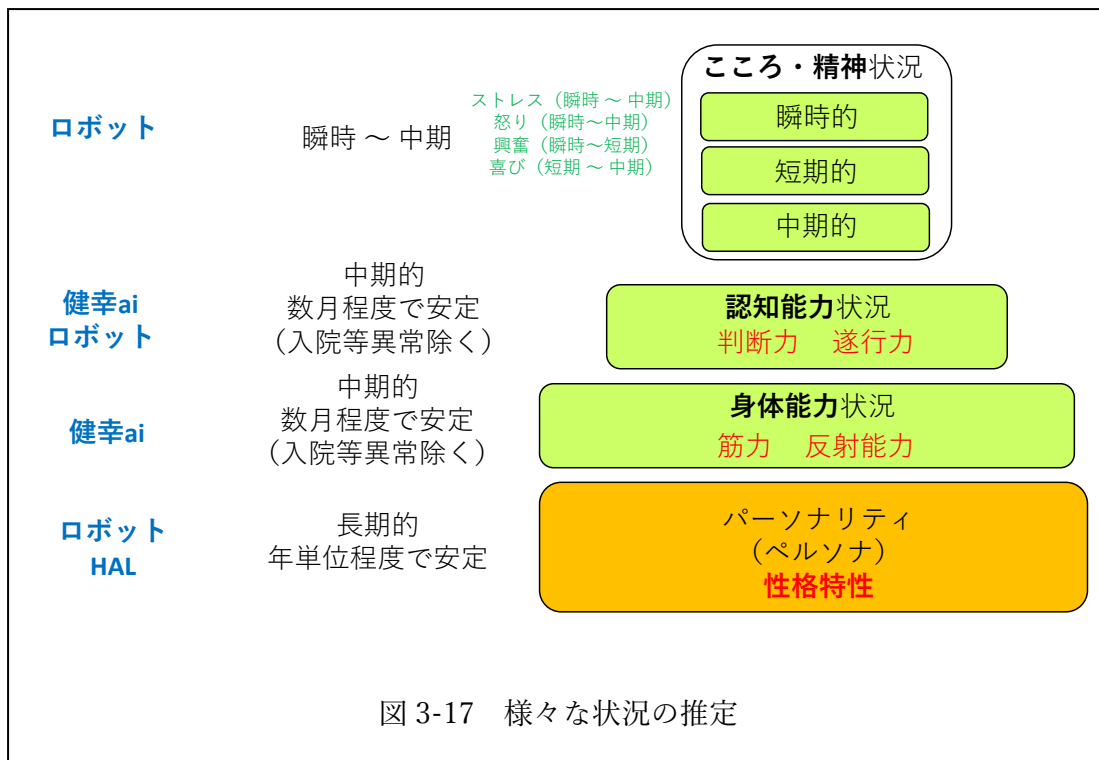 こころ・精神状況
ロボット
瞬時 ~ 中期
ストレス（瞬時 ~ 中期）
怒り（瞬時~中期）
興奮（瞬時~短期）
喜び（短期 ~ 中期）
瞬時的
短期的
中期的
健幸ai
ロボット
中期的
数月程度で安定
（入院等異常除く）
認知能力状況
判断力 遂行力
健幸ai
中期的
数月程度で安定
（入院等異常除く）
身体能力状況
筋力 反射能力
ロボット
HAL
長期的
年単位程度で安定
パーソナリティ
（ペルソナ）
性格特性
図 3-17 様々な状況の推定